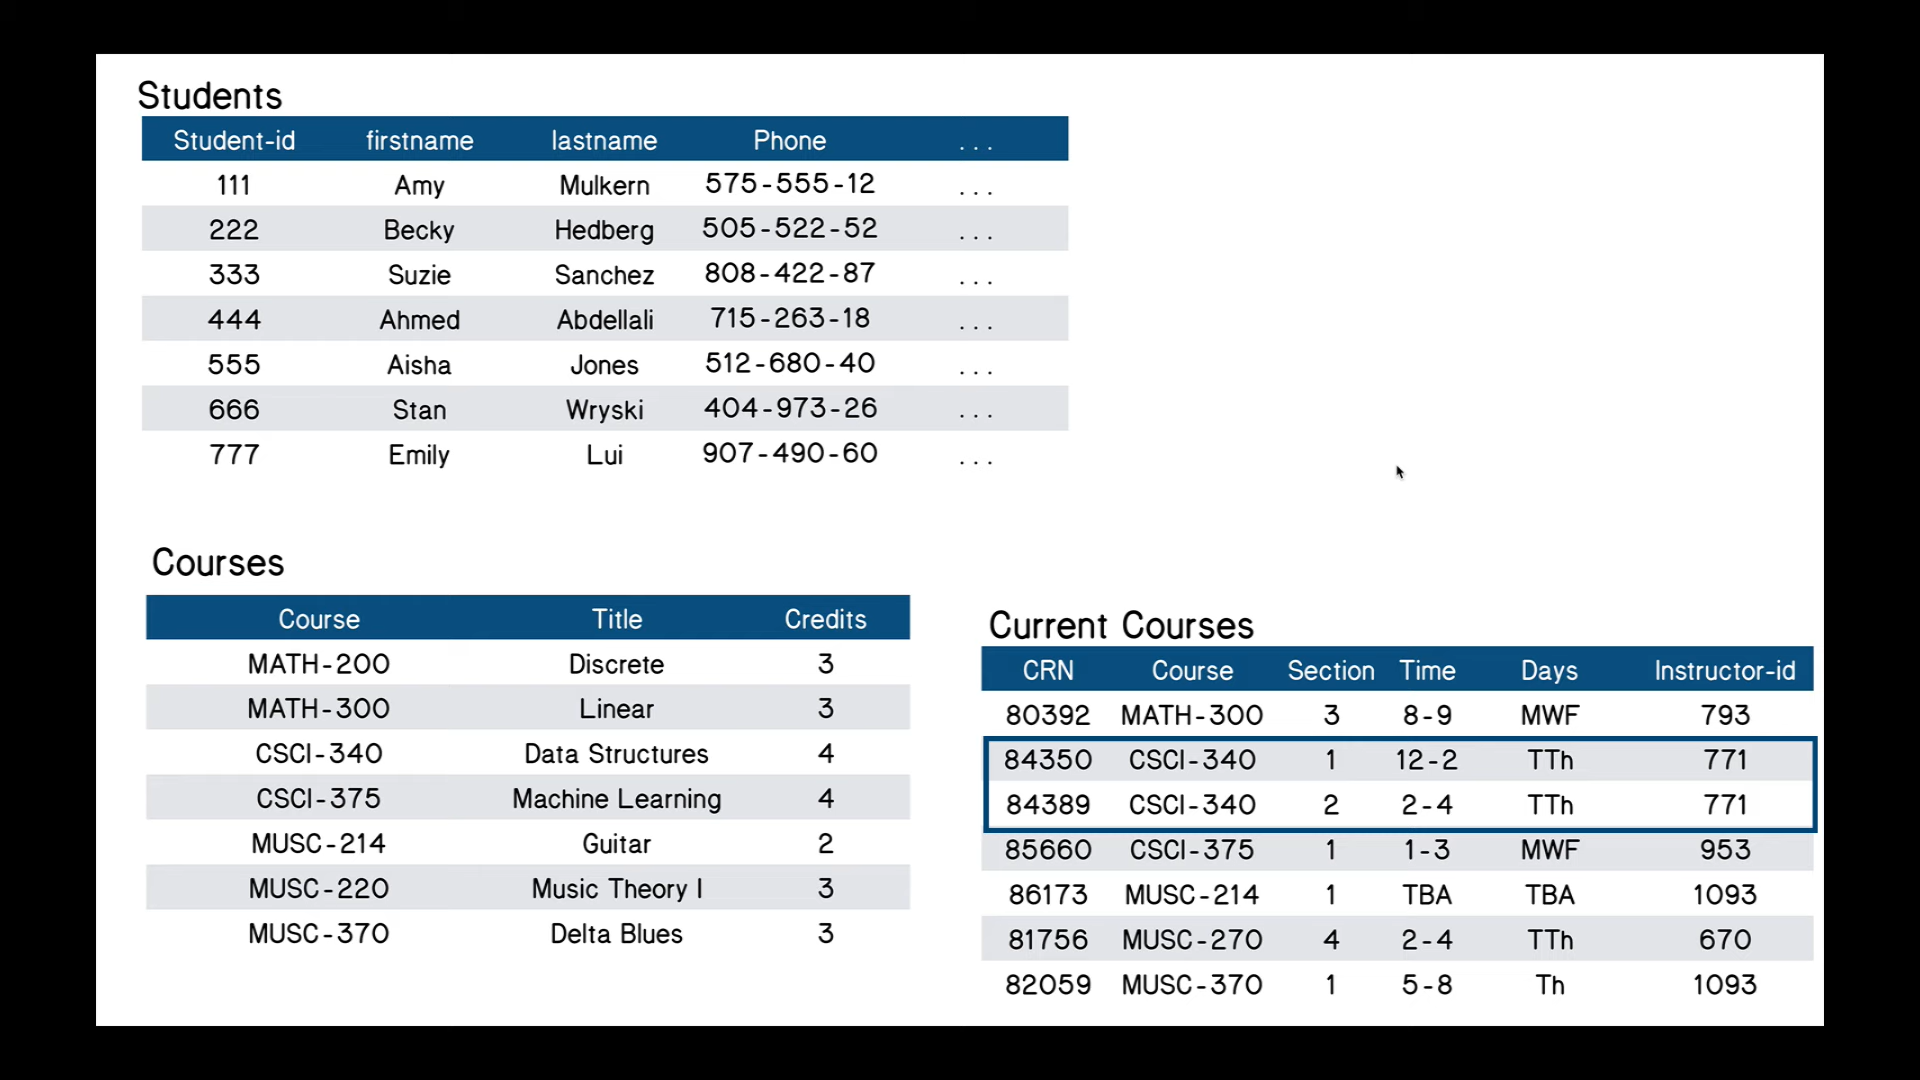 Students
Student-id firstname lastname Phone ...
111 Amy Mulkern 575-555-12 ...
222 Becky Hedberg 505-522-52 ...
333 Suzie Sanchez 808-422-87 ...
444 Ahmed Abdellali 715-263-18 ...
555 Aisha Jones 512-680-40 ...
666 Stan Wryski 404-973-26 ...
777 Emily Lui 907-490-60 ...
Courses
Course Title Credits
MATH-200 Discrete 3
MATH-300 Linear 3
CSCI-340 Data Structures 4
CSCI-375 Machine Learning 4
MUSC-214 Guitar 2
MUSC-220 Music Theory I 3
MUSC-370 Delta Blues 3
Current Courses
CRN Course Section Time Days Instructor-id
80392 MATH-300 3 8-9 MWF 793
84350 CSCI-340 1 12-2 TTh 771
84389 CSCI-340 2 2-4 TTh 771
85660 CSCI-375 1 1-3 MWF 953
86173 MUSC-214 1 TBA TBA 1093
81756 MUSC-270 4 2-4 TTh 670
82059 MUSC-370 1 5-8 Th 1093